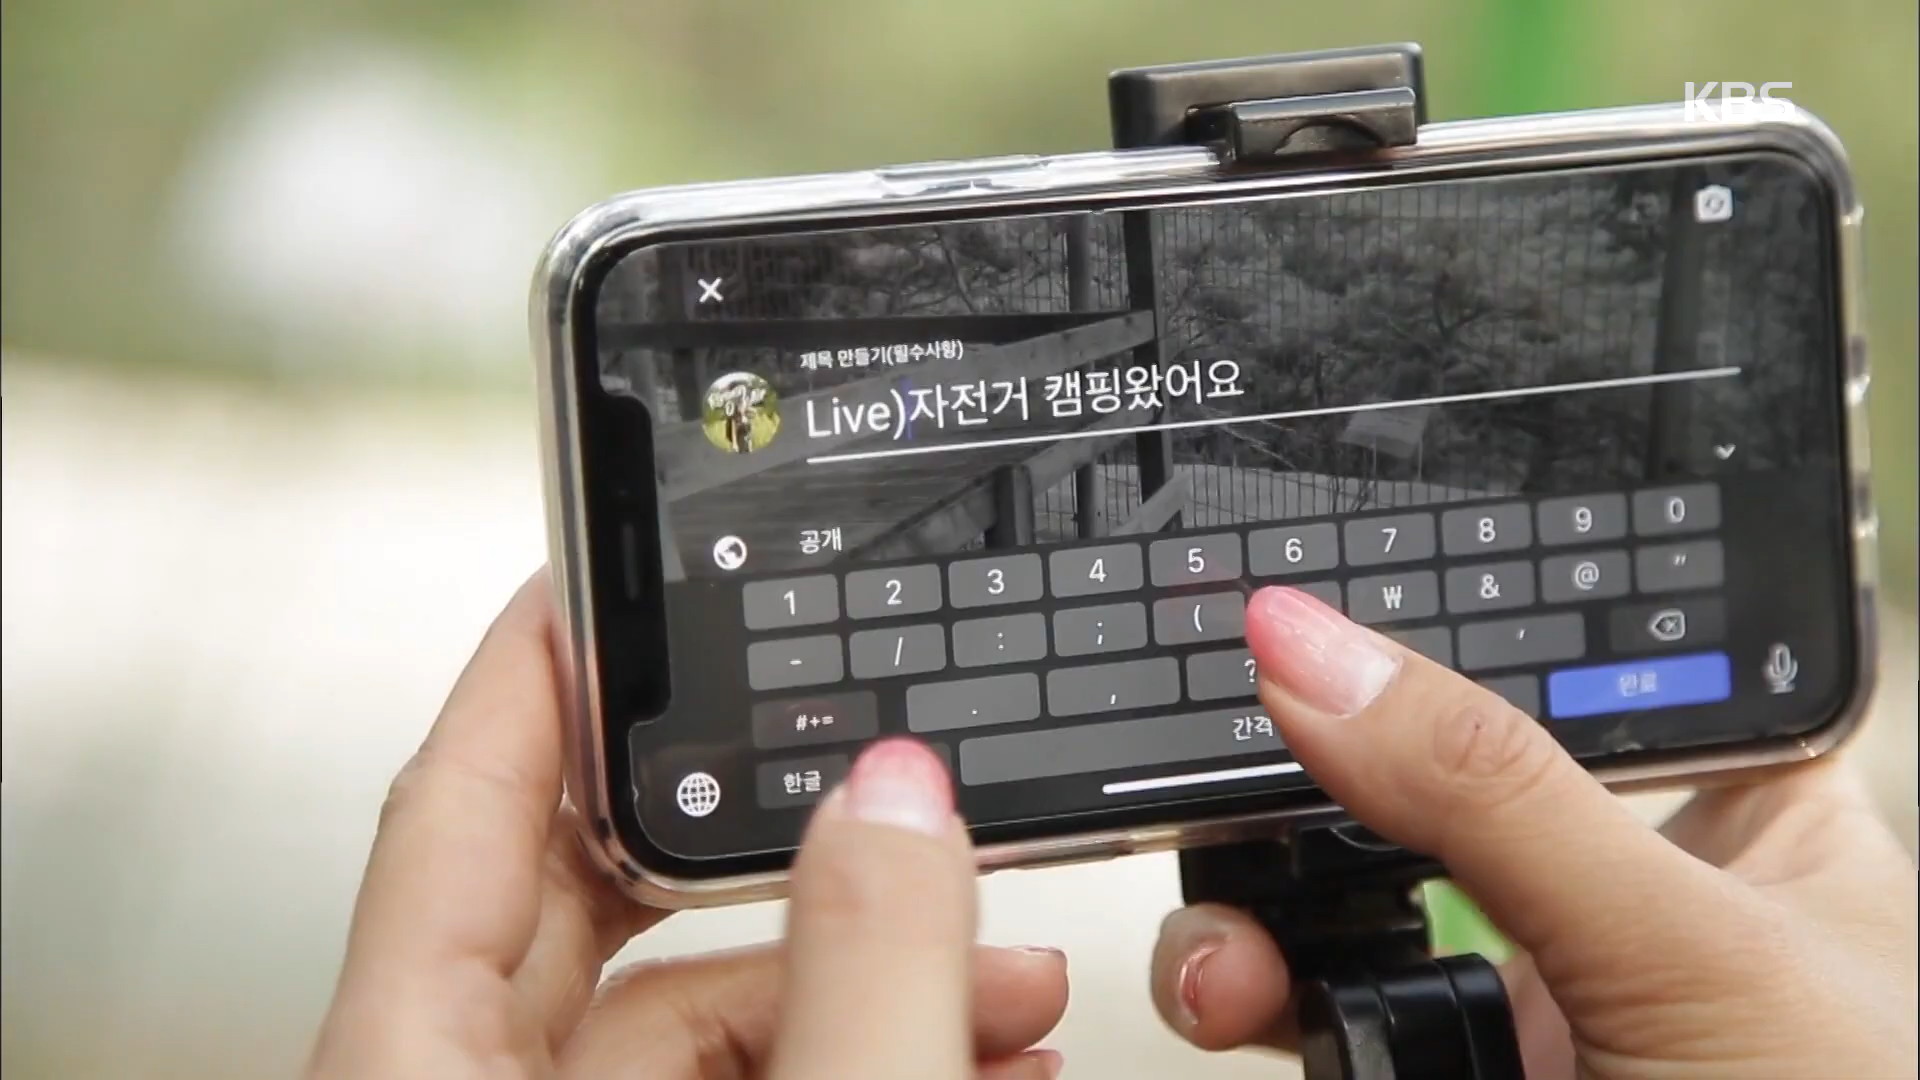 KBS
제목 만들기(필수사항)
Live)자전거 캠핑왔어요
공개
1 2 3 4 5 6 7 8 9 0
- / : ; ( ₩ & @ "
#+= . , ? '
한글 간격 완료